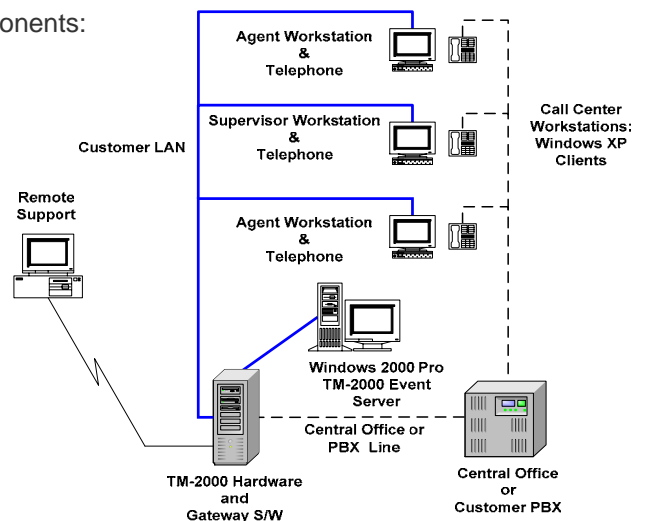 onents:
Agent Workstation
&
Telephone
Supervisor Workstation
&
Telephone
Customer LAN
Call Center
Workstations:
Windows XP
Clients
Remote
Support
Agent Workstation
&
Telephone
Windows 2000 Pro
TM-2000 Event
Server
Central Office or
PBX Line
TM-2000 Hardware
and
Gateway S/W
Central Office
or
Customer PBX